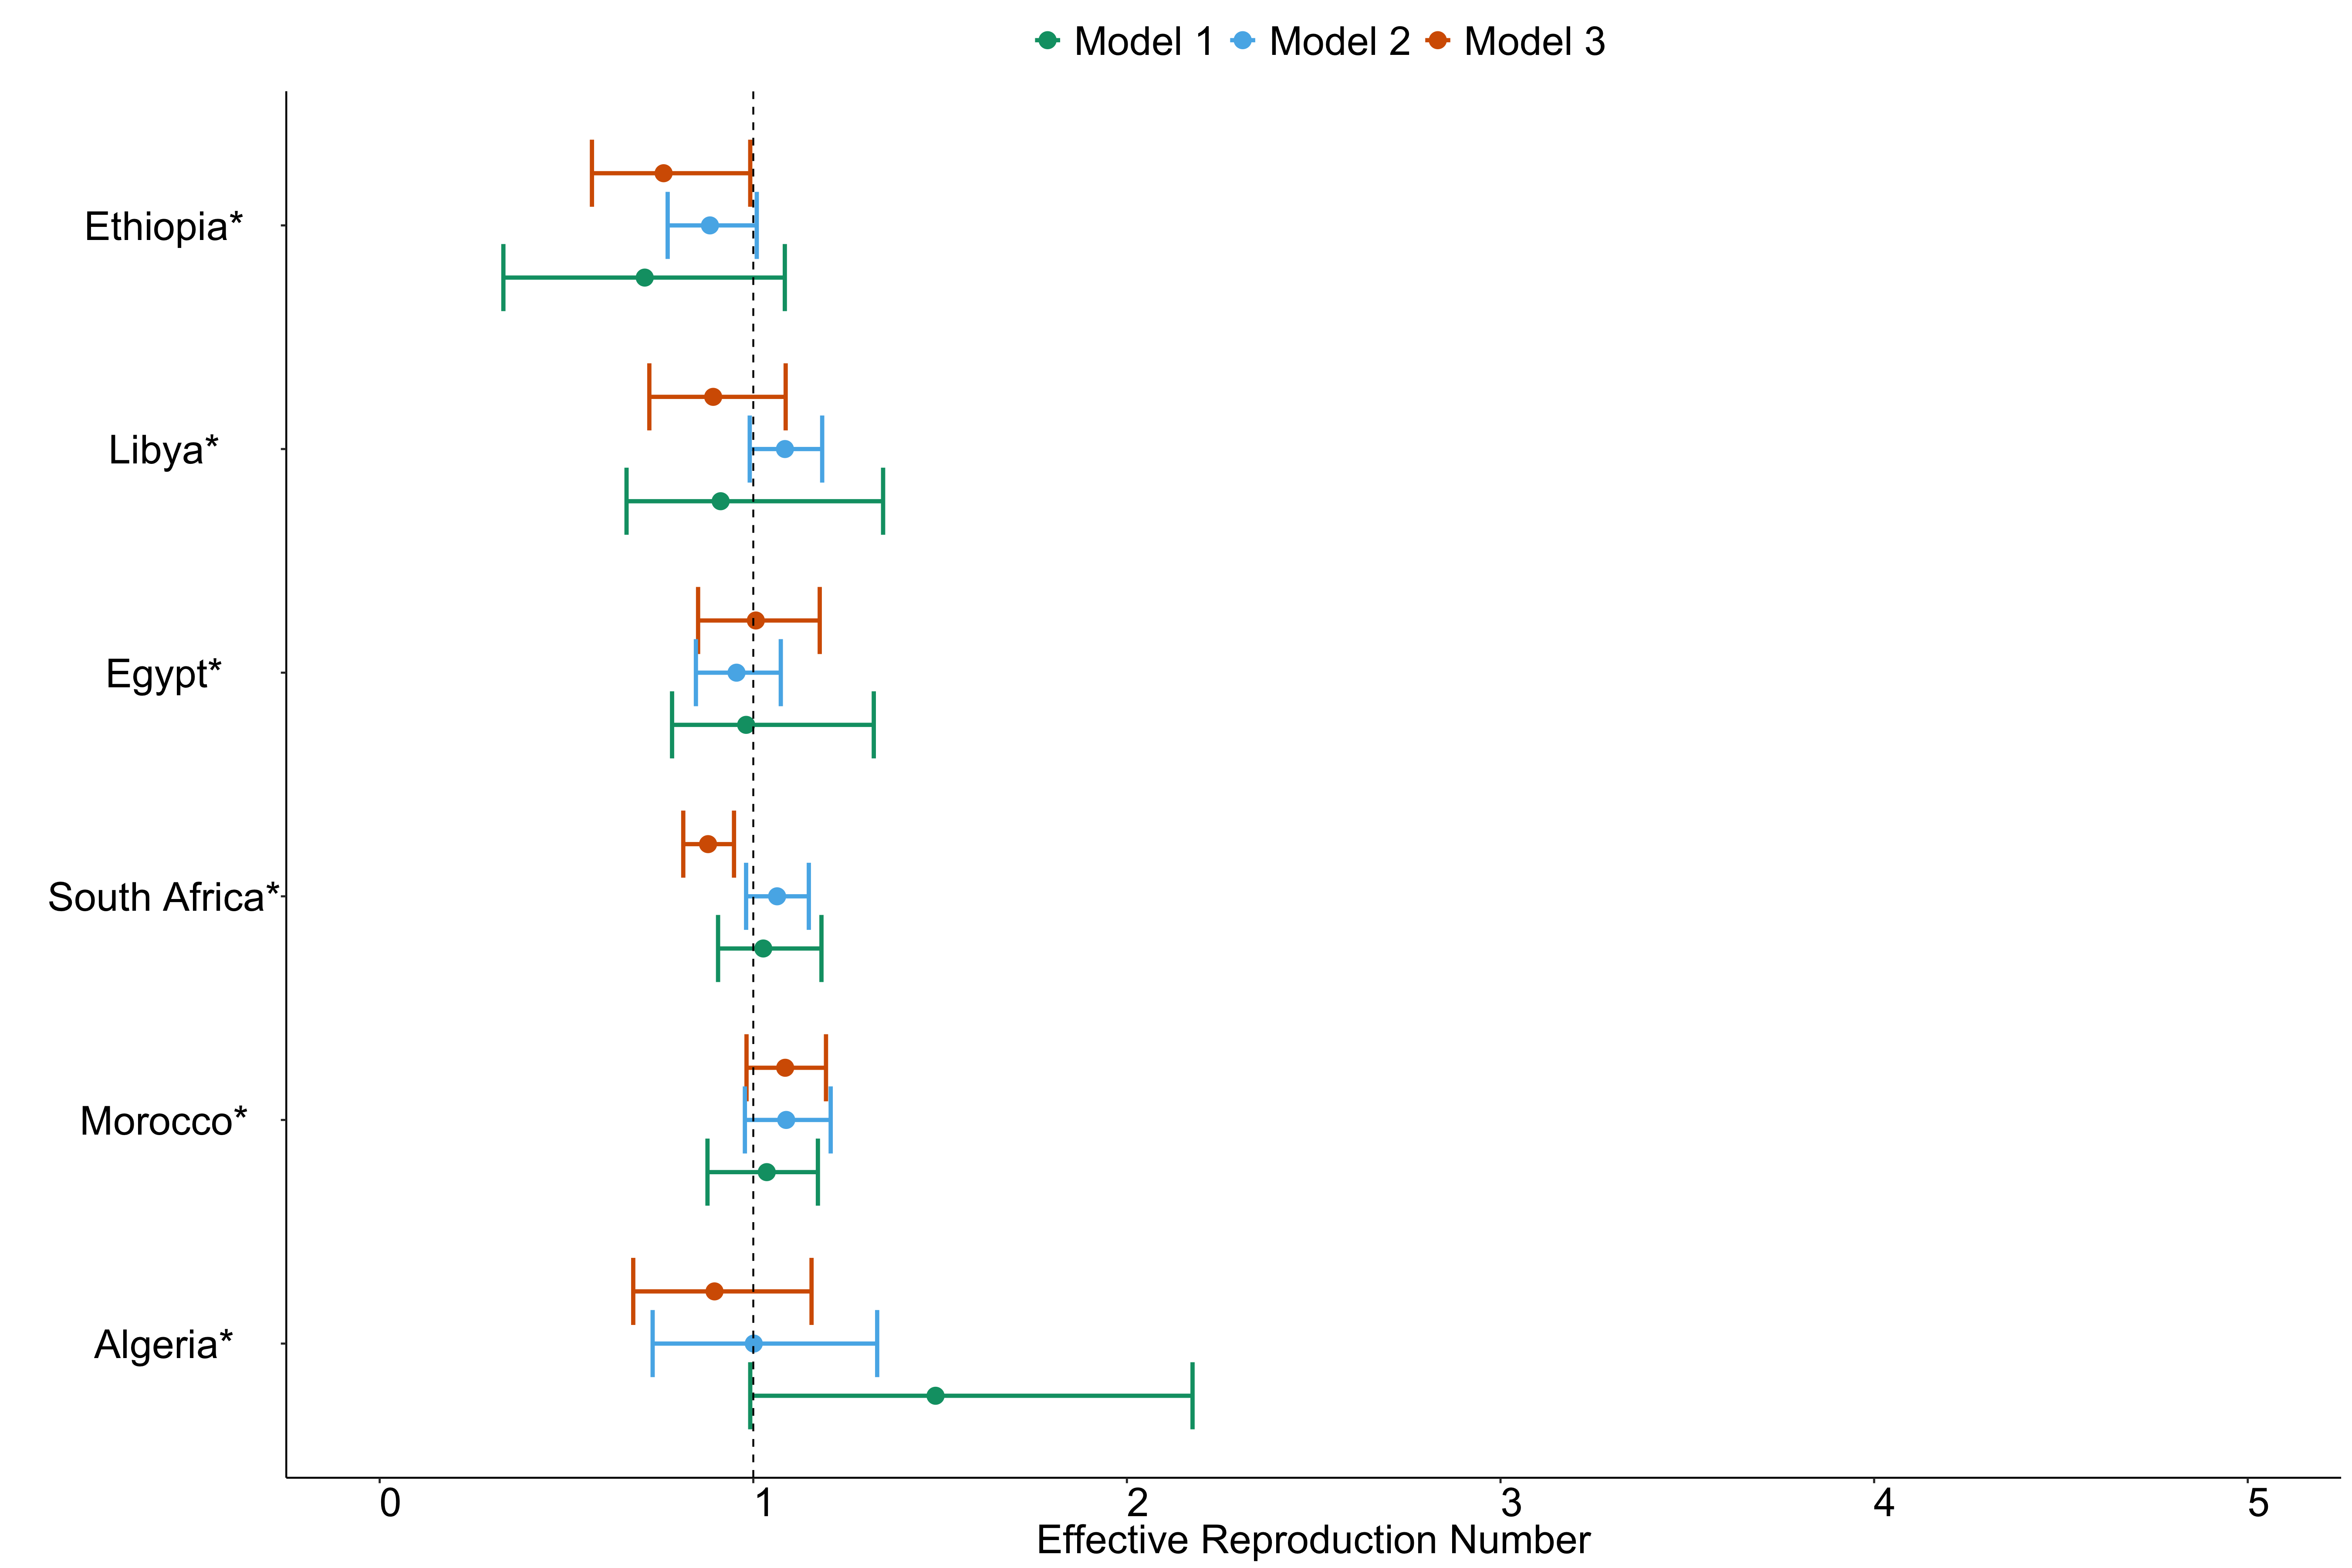 Model 1 Model 2 Model 3
Ethiopia*
Libya*
Egypt*
South Africa*
Morocco*
Algeria*
0 1 2 3 4 5
Effective Reproduction Number